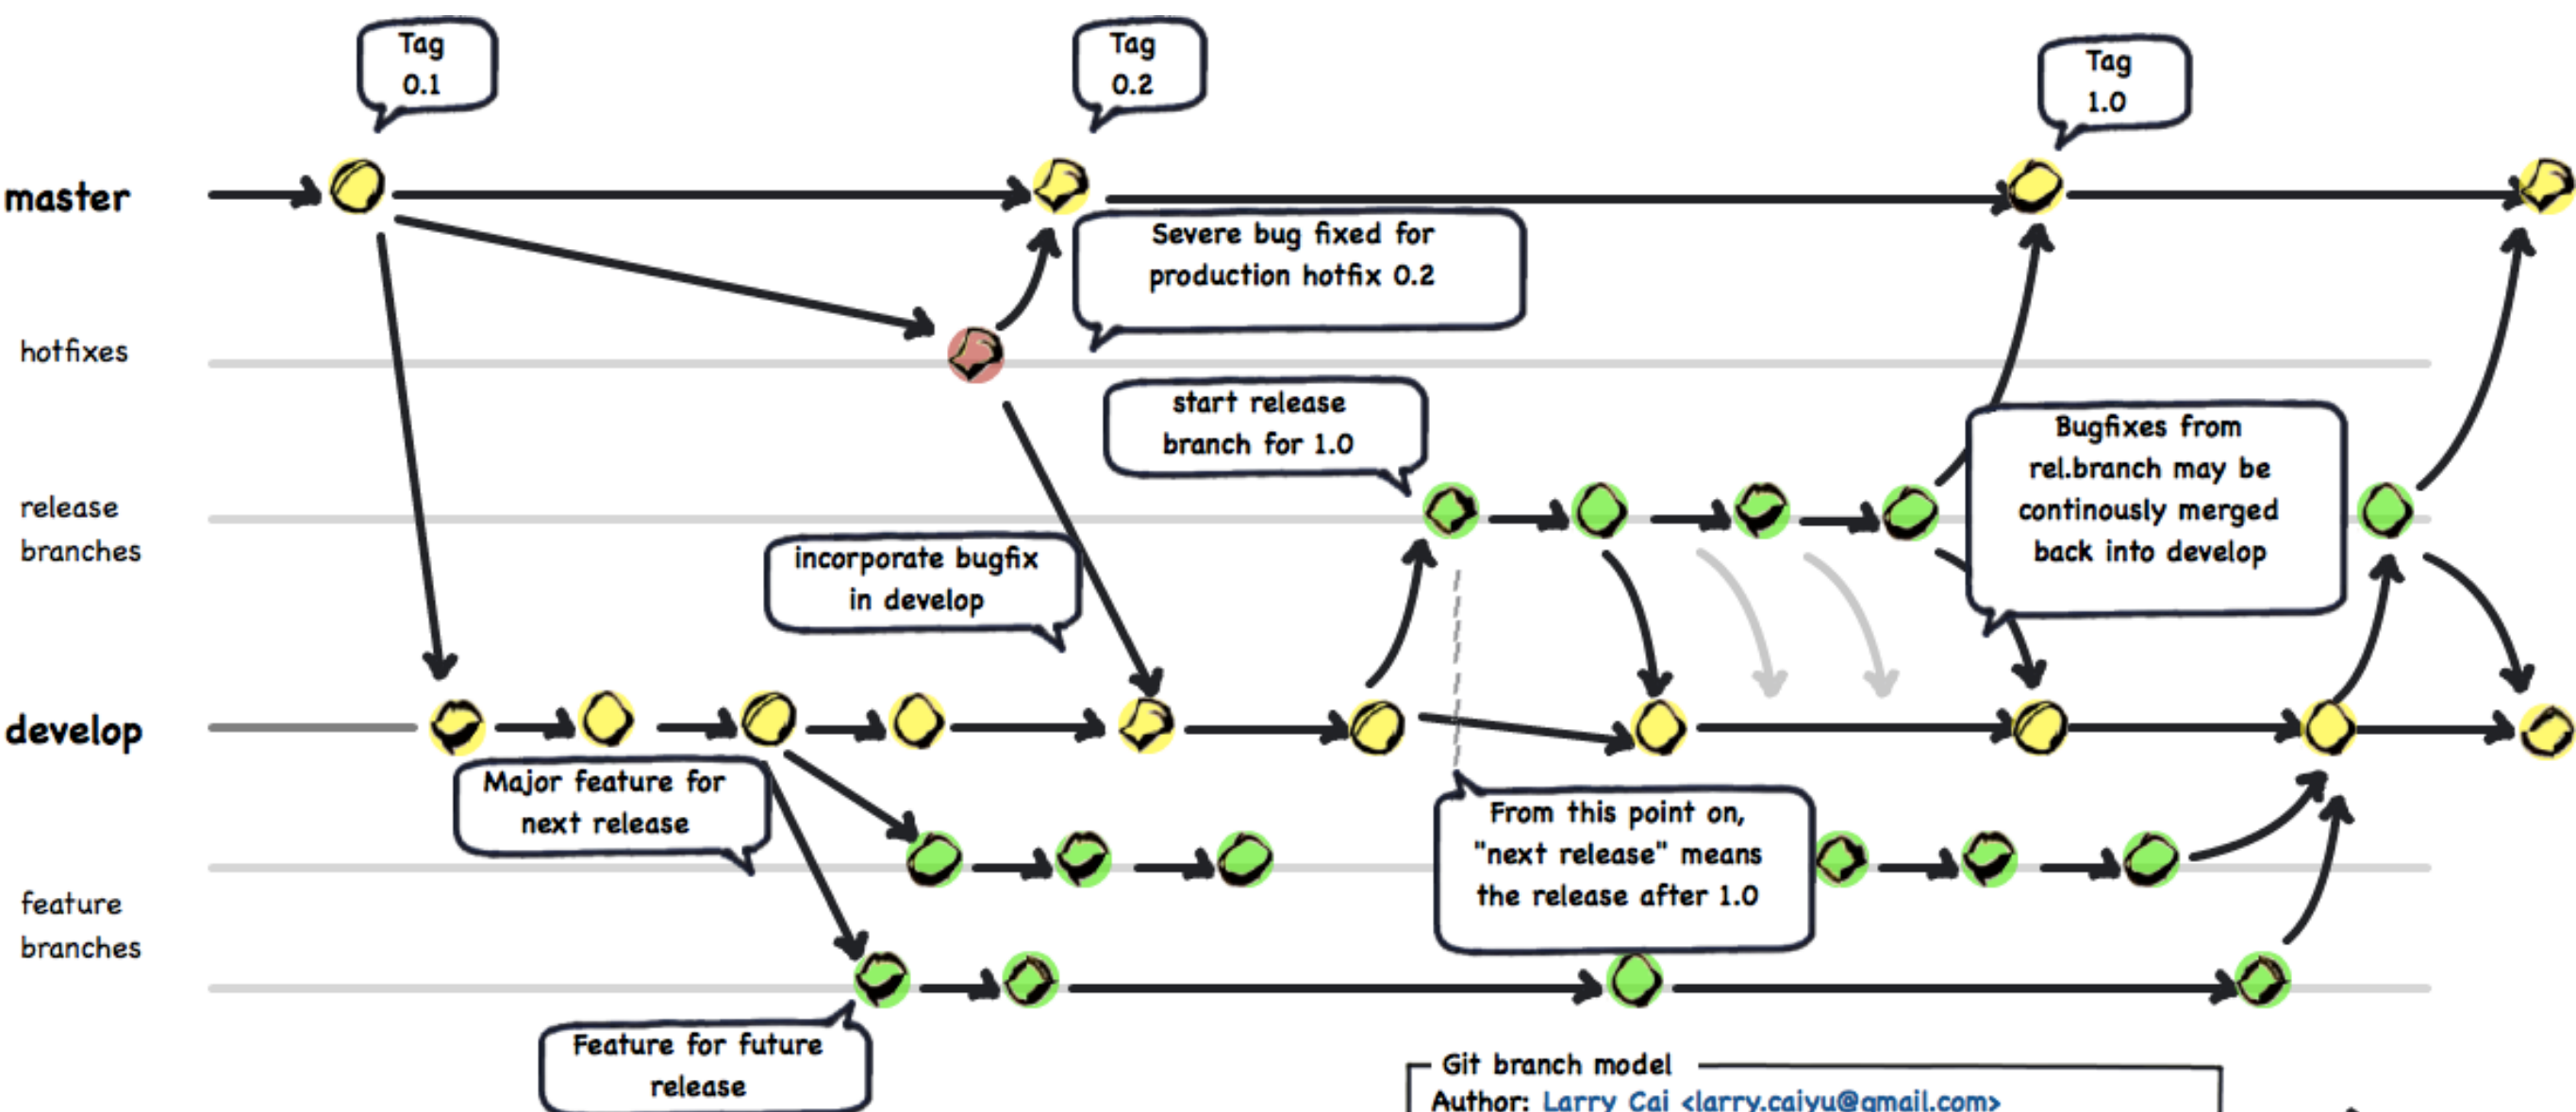 Tag
0.1
Tag
0.2
Tag
1.0
master
Severe bug fixed for
production hotfix 0.2
hotfixes
start release
branch for 1.0
Bugfixes from
rel.branch may be
continously merged
back into develop
release
branches
incorporate bugfix
in develop
develop
Major feature for
next release
From this point on,
"next release" means
the release after 1.0
feature
branches
Feature for future
release
Git branch model
Author: Larry Cai <larry.caiyu@gmail.com>